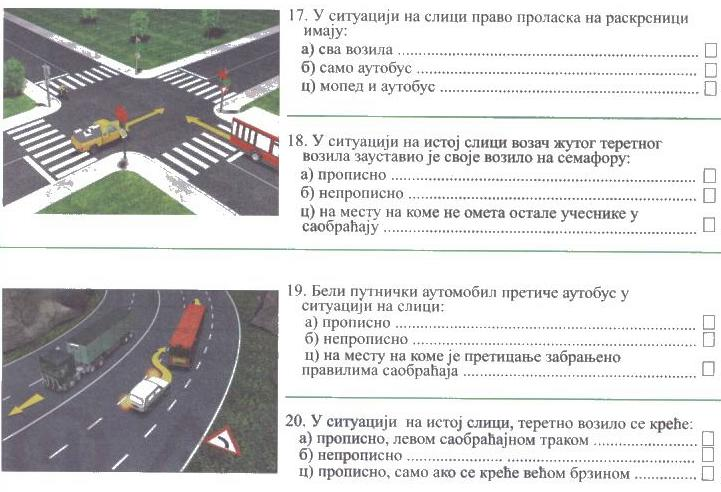 17. У ситуацији на слици право проласка на раскрсници
имају:
а) сва возила
б) само аутобус
ц) мопед и аутобус
18. У ситуацији на истој слици возач жутог теретног
возила зауставио је своје возило на семафору:
а) прописно
б) непрописно
ц) на месту на коме не омета остале учеснике у
саобраћају
19. Бели путнички аутомобил претиче аутобус у
ситуацији на слици:
а) прописно
б) непрописно
ц) на месту на коме је претицање забрањено
правилима саобраћаја
20. У ситуацији на истој слици, теретно возило се креће:
а) прописно, левом саобраћајном траком
б) непрописно
ц) прописно, само ако се креће већом брзином